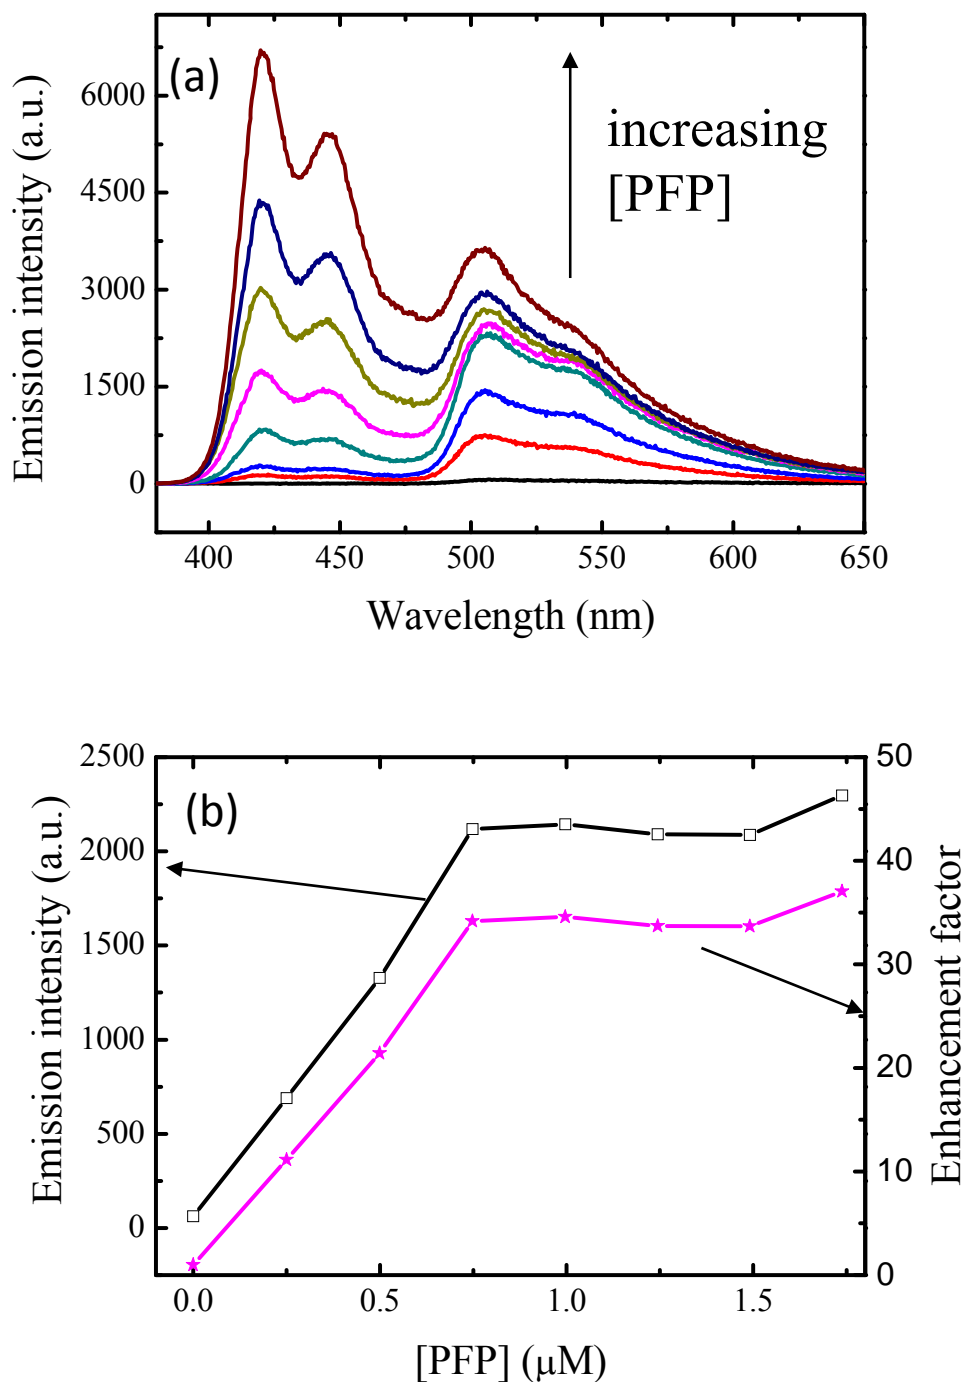 (a)
increasing
[PFP]
Emission intensity (a.u.)
6000
4500
3000
1500
0
400 450 500 550 600 650
Wavelength (nm)
(b)
Emission intensity (a.u.)
2500
2000
1500
1000
500
0
50
40
30
20
10
0
Enhancement factor
0.0 0.5 1.0 1.5
[PFP] (μM)